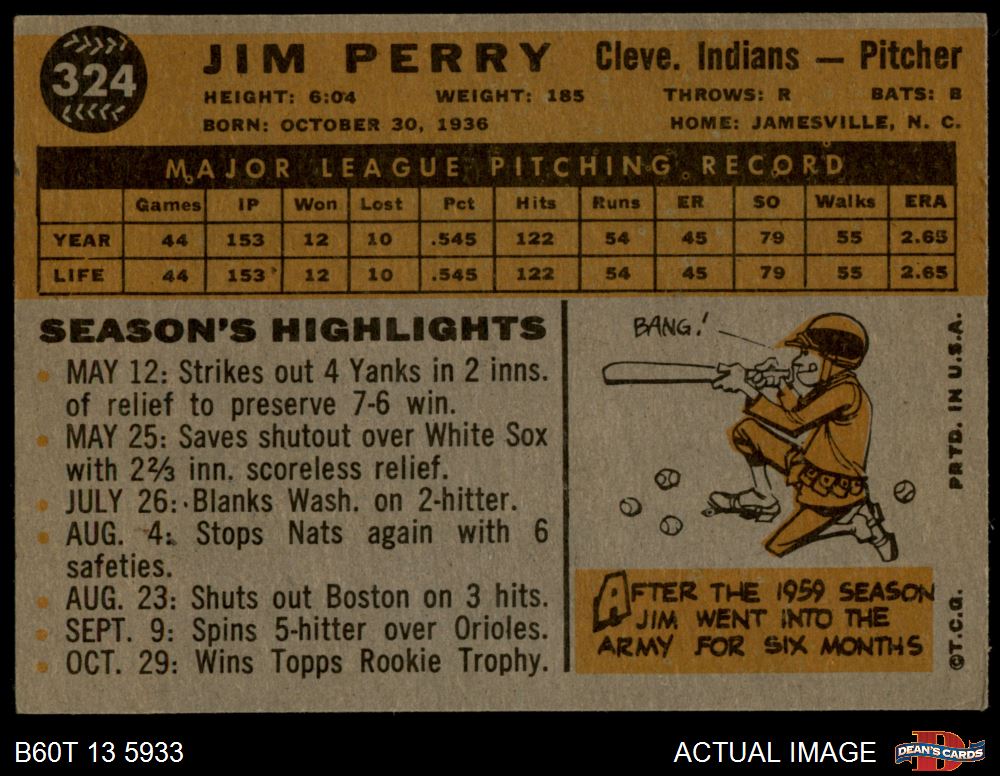 324
JIM PERRY Cleve. Indians — Pitcher
HEIGHT: 6:04 WEIGHT: 185 THROWS: R BATS: B
BORN: OCTOBER 30, 1936 HOME: JAMESVILLE, N. C.
MAJOR LEAGUE PITCHING RECORD
Games IP Won Lost Pct Hits Runs ER SO Walks ERA
YEAR 44 153 12 10 .545 122 54 45 79 55 2.65
LIFE 44 153 12 10 .545 122 54 45 79 55 2.65
SEASON'S HIGHLIGHTS
• MAY 12: Strikes out 4 Yanks in 2 inns.
of relief to preserve 7-6 win.
• MAY 25: Saves shutout over White Sox
with 2⅔ inn. scoreless relief.
• JULY 26: Blanks Wash. on 2-hitter.
• AUG. 4: Stops Nats again with 6
safeties.
• AUG. 23: Shuts out Boston on 3 hits.
• SEPT. 9: Spins 5-hitter over Orioles.
• OCT. 29: Wins Topps Rookie Trophy.
BANG!
AFTER THE 1959 SEASON
JIM WENT INTO THE
ARMY FOR SIX MONTHS
©T.C.G. PRTD. IN U.S.A.
B60T 13 5933 ACTUAL IMAGE
DEAN'S CARDS